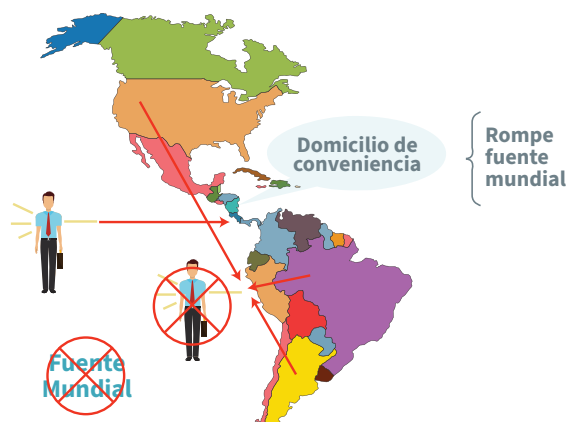 Domicilio de
conveniencia
Rompe
fuente
mundial
Fuente
Mundial